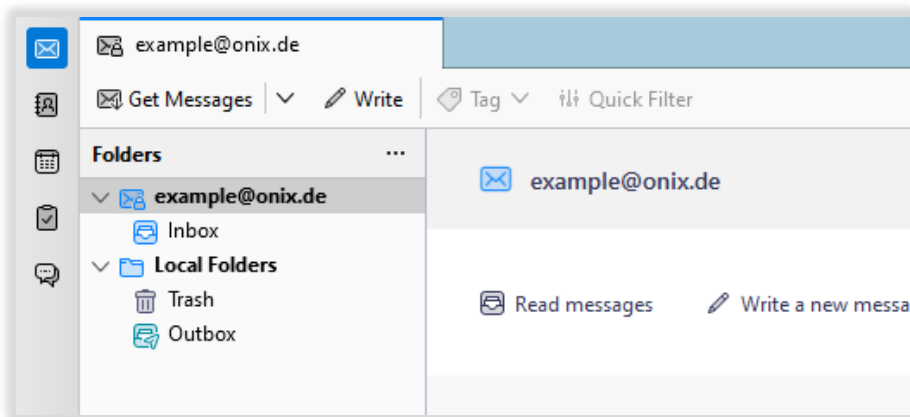 example@onix.de
Get Messages Write Tag Quick Filter
Folders ...
example@onix.de
Inbox
Local Folders
Trash
Outbox
example@onix.de
Read messages Write a new messa